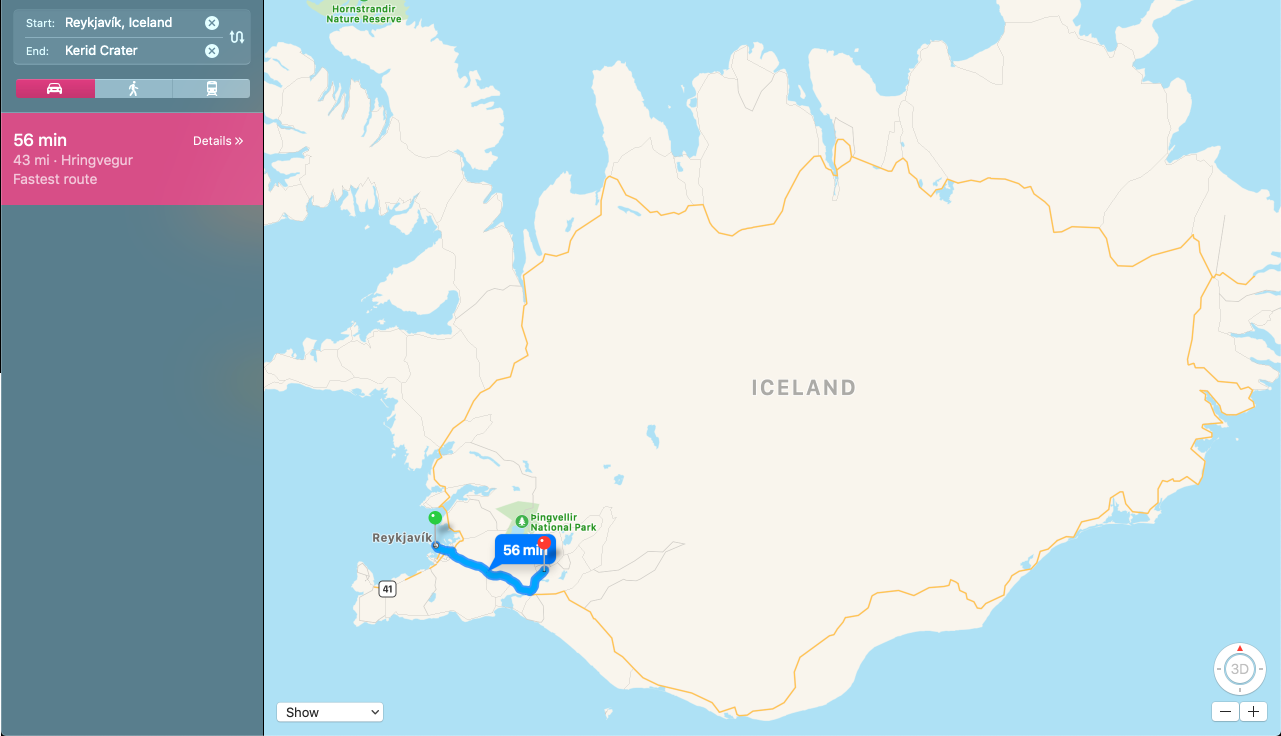 Start: Reykjavík, Iceland
End: Kerid Crater
56 min
Details »
43 mi · Hringvegur
Fastest route
Hornstrandir
Nature Reserve
ICELAND
Þingvellir
National Park
Reykjavík
56 min
41
3D
Show